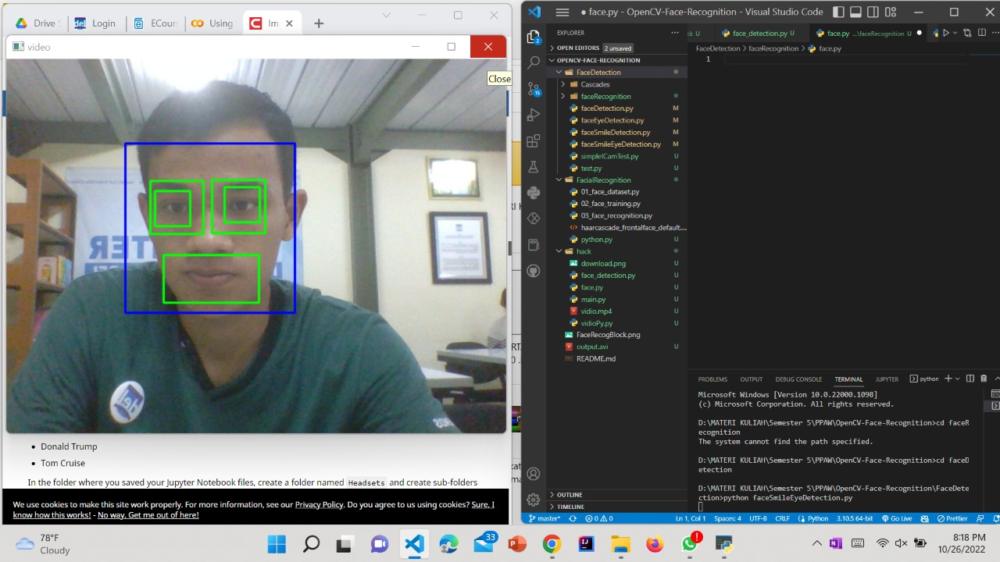 Drive
Login
ECour
Using
Im
video
Close
TTER
lab
Donald Trump
Tom Cruise
In the folder where you saved your Jupyter Notebook files, create a folder named Headsets and create sub-folders
We use cookies to make this site work properly. For more information, see our Privacy Policy. Do you agree to us using cookies? Sure, I
know how this works! - No way. Get me out of here!
face.py - OpenCV-Face-Recognition - Visual Studio Code
EXPLORER
OPEN EDITORS 2 unsaved
OPENCV-FACE-RECOGNITION
FaceDetection
Cascades
faceRecognition
faceDetection.py M
faceEyeDetection.py M
faceSmileDetection.py M
faceSmileEyeDetection.py M
simpleICamTest.py U
test.py U
FacialRecognition
01_face_dataset.py
02_face_training.py
03_face_recognition.py
haarcascade_frontalface_default....
python.py U
hack
download.png U
face_detection.py U
face.py U
main.py U
vidio.mp4 U
vidioPy.py U
FaceRecogBlock.png
output.avi U
README.md
OUTLINE
TIMELINE
2
15
ck U
face_detection.py U
face.py ...\faceRecognition U
FaceDetection > faceRecognition > face.py
1
PROBLEMS OUTPUT DEBUG CONSOLE TERMINAL JUPYTER python
Microsoft Windows [Version 10.0.22000.1098]
(c) Microsoft Corporation. All rights reserved.
D:\MATERI KULIAH\Semester 5\PPAW\OpenCV-Face-Recognition>cd faceR
ecognition
The system cannot find the path specified.
D:\MATERI KULIAH\Semester 5\PPAW\OpenCV-Face-Recognition>cd faceD
etection
D:\MATERI KULIAH\Semester 5\PPAW\OpenCV-Face-Recognition\FaceDete
ction>python faceSmileEyeDetection.py
master* 0 0 Ln 1, Col 1 Spaces: 4 UTF-8 CRLF Python 3.10.5 64-bit Go Live Prettier
78°F
Cloudy
33
8:18 PM
10/26/2022